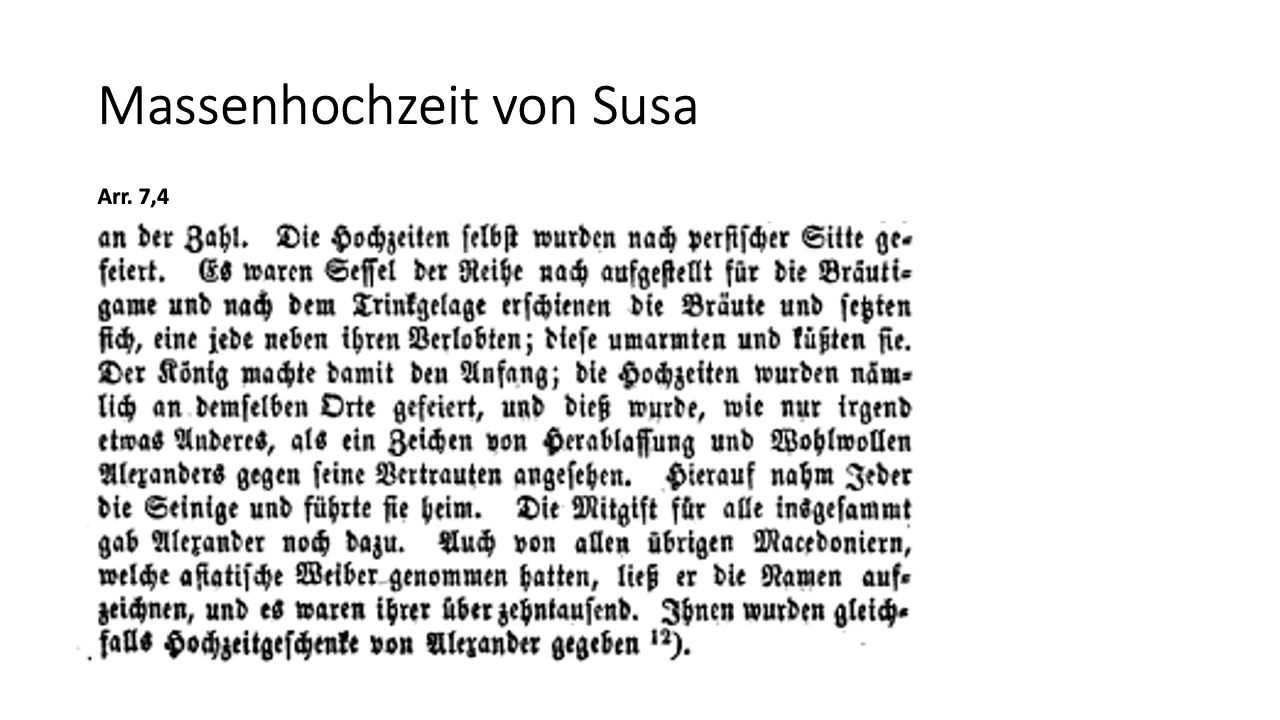 Massenhochzeit von Susa
Arr. 7,4
an der Zahl. Die Hochzeiten selbst wurden nach persischer Sitte ge-
feiert. Es waren Sessel der Reihe nach aufgestellt für die Bräuti-
game und nach dem Trinkgelage erschienen die Bräute und setzten
sich, eine jede neben ihren Verlobten; diese umarmten und küßten sie.
Der König machte damit den Anfang; die Hochzeiten wurden näm-
lich an demselben Orte gefeiert, und dieß wurde, wie nur irgend
etwas Anderes, als ein Zeichen von Herablassung und Wohlwollen
Alexanders gegen seine Vertrauten angesehen. Hierauf nahm Jeder
die Seinige und führte sie heim. Die Mitgift für alle insgesammt
gab Alexander noch dazu. Auch von allen übrigen Macedoniern,
welche asiatische Weiber genommen hatten, ließ er die Namen auf-
zeichnen, und es waren ihrer über zehntausend. Ihnen wurden gleich-
falls Hochzeitgeschenke von Alexander gegeben 12).